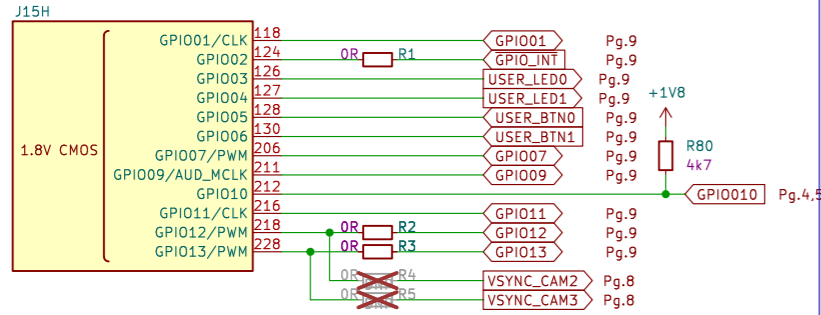 J15H
1.8V CMOS
GPIO01/CLK 118 GPIO01 Pg.9
GPIO02 124 0R R1 GPIO_INT Pg.9
GPIO03 126 USER_LED0 Pg.9
GPIO04 127 USER_LED1 Pg.9
GPIO05 128 USER_BTN0 Pg.9
GPIO06 130 USER_BTN1 Pg.9
GPIO07/PWM 206 GPIO07 Pg.9
GPIO09/AUD_MCLK 211 GPIO09 Pg.9
+1V8
R80
4k7
GPIO10 212 GPIO010 Pg.4,5
GPIO11/CLK 216 GPIO11 Pg.9
GPIO12/PWM 218 0R R2 GPIO12 Pg.9
GPIO13/PWM 228 0R R3 GPIO13 Pg.9
0R R4 VSYNC_CAM2 Pg.8
0R R5 VSYNC_CAM3 Pg.8